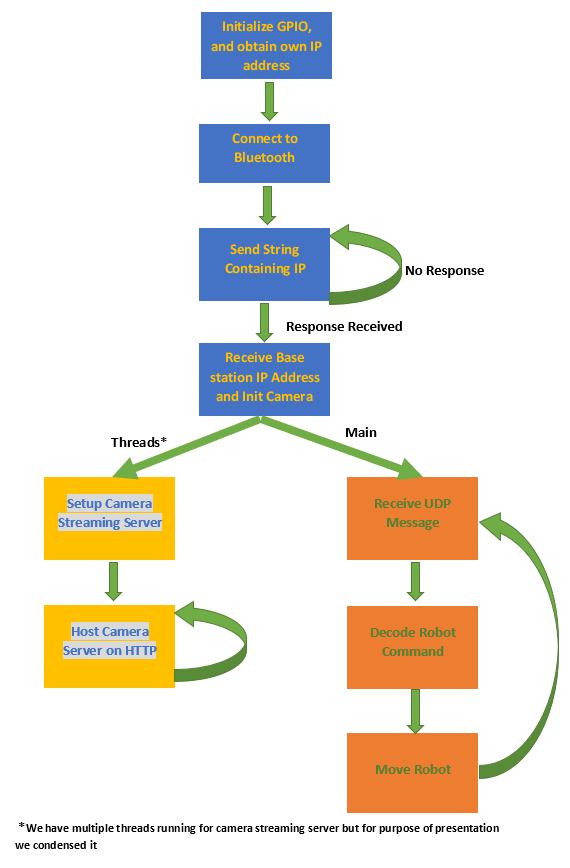 Initialize GPIO,
and obtain own IP
address
Connect to
Bluetooth
Send String
Containing IP
No Response
Response Received
Receive Base
station IP Address
and Init Camera
Threads*
Main
Setup Camera
Streaming Server
Receive UDP
Message
Host Camera
Server on HTTP
Decode Robot
Command
Move Robot
*We have multiple threads running for camera streaming server but for purpose of presentation
we condensed it